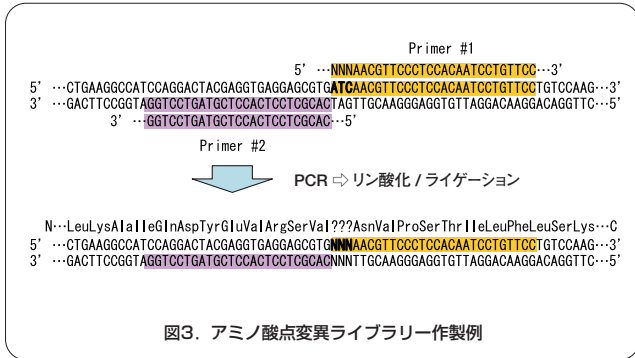 Primer #1
5’ …NNNAACGTTCCCTCCACAATCCTGTTCC…3’
5’ …CTGAAGGCCATCCAGGACTACGAGGTGAGGAGCGTGATCAACGTTCCCTCCACAATCCTGTTCCTGTCCAAG…3’
3’ …GACTTCCGGTAGGTCCTGATGCTCCACTCCTCGCACTAGTTGCAAGGGAGGTGTTAGGACAAGGACAGGTTC…5’
3’ …GGTCCTGATGCTCCACTCCTCGCAC…5’
Primer #2
PCR ⇨ リン酸化 / ライゲーション
N…LeuLysAlaIleGlnAspTyrGluValArgSerVal???AsnValProSerThrIleLeuPheLeuSerLys…C
5’ …CTGAAGGCCATCCAGGACTACGAGGTGAGGAGCGTGNNNAACGTTCCCTCCACAATCCTGTTCCTGTCCAAG…3’
3’ …GACTTCCGGTAGGTCCTGATGCTCCACTCCTCGCACNNNTTGCAAGGGAGGTGTTAGGACAAGGACAGGTTC…5’
図3．アミノ酸点変異ライブラリー作製例